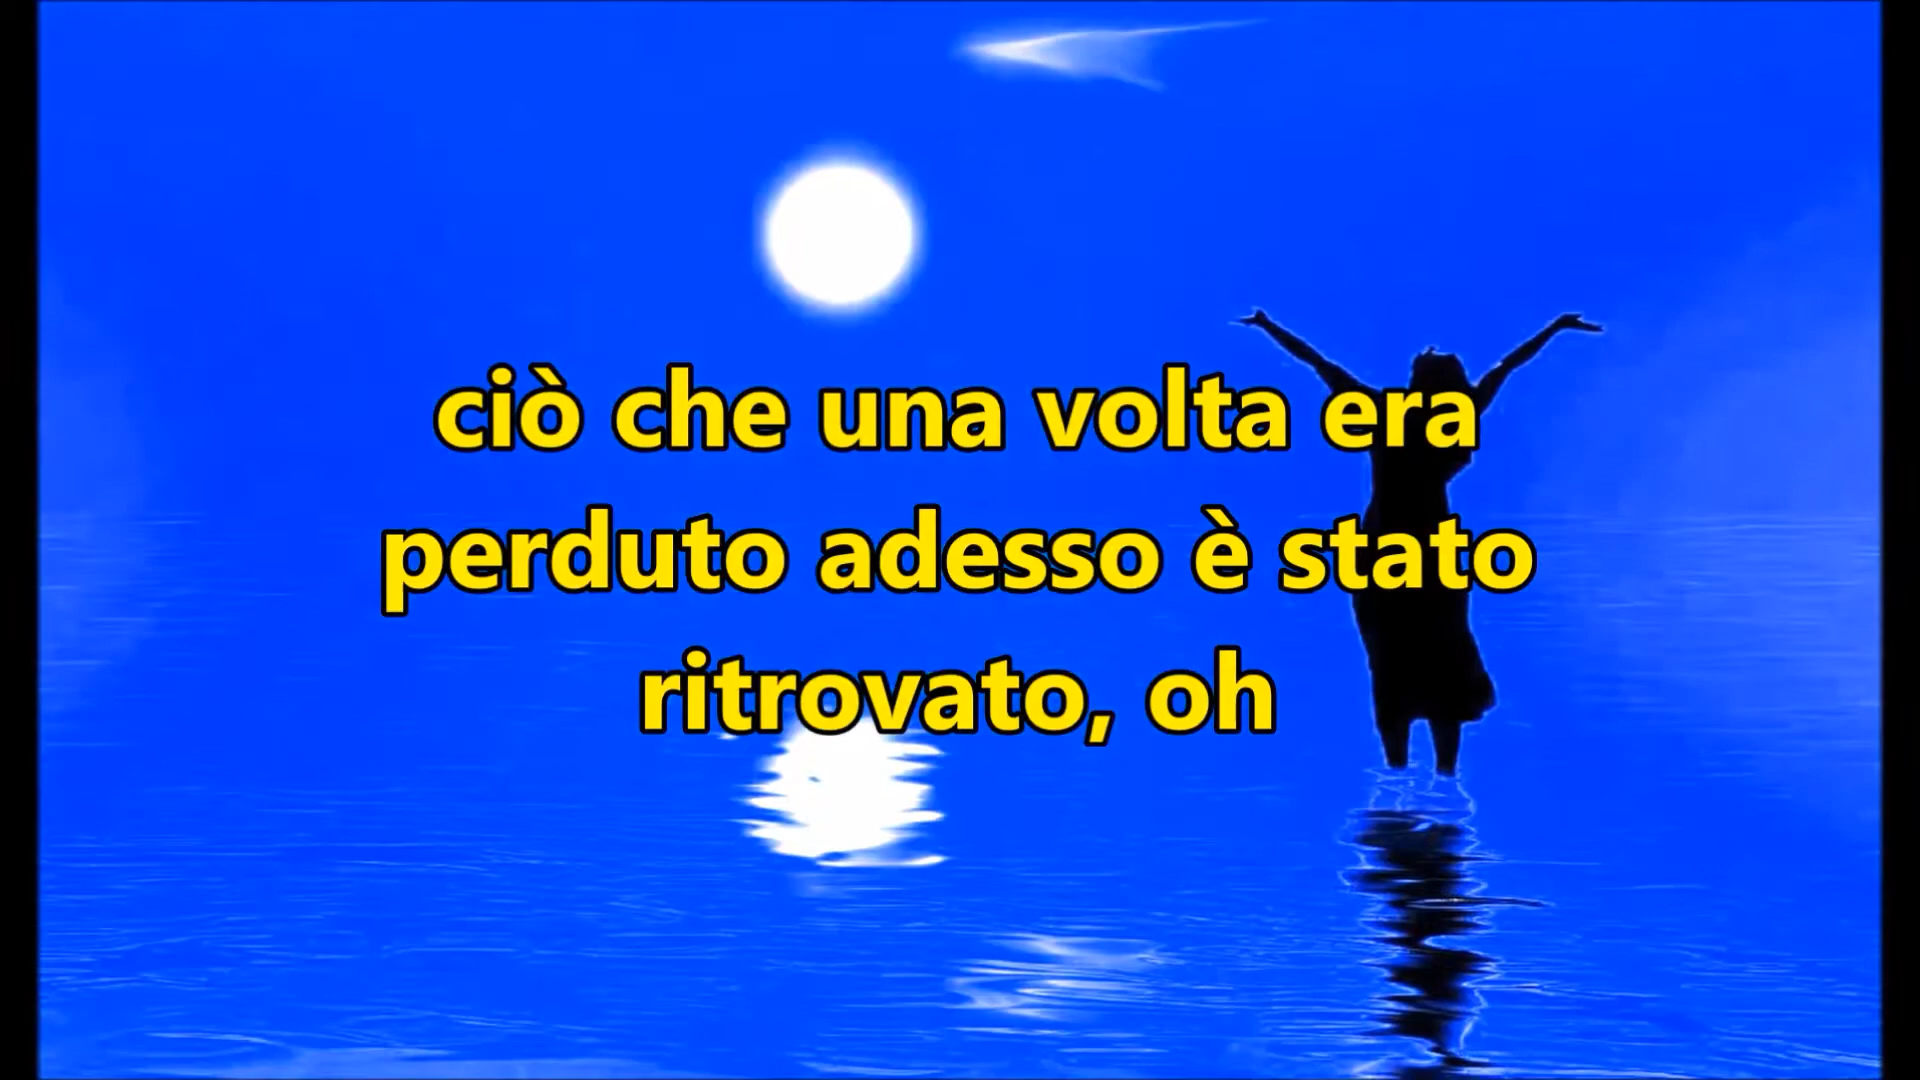 ciò che una volta era
perduto adesso è stato
ritrovato, oh